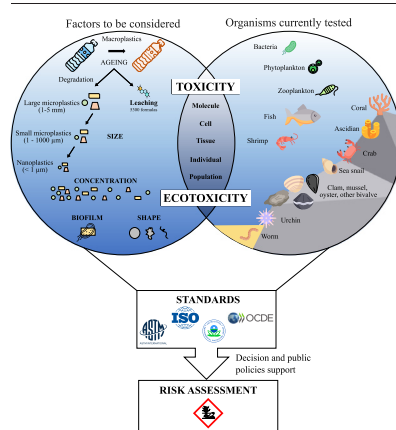 Factors to be considered
Organisms currently tested
Macroplastics
AGEING
Degradation
Leaching
5300 formulas
Large microplastics
(1-5 mm)
SIZE
Small microplastics
(1 - 1000 µm)
Nanoplastics
(< 1 µm)
CONCENTRATION
BIOFILM
SHAPE
TOXICITY
Molecule
Cell
Tissue
Individual
Population
ECOTOXICITY
Bacteria
Phytoplankton
Zooplankton
Fish
Coral
Ascidian
Shrimp
Crab
Sea snail
Clam, mussel,
oyster, other bivalve
Urchin
Worm
STANDARDS
ASTM
ISO
OCDE
Decision and public
policies support
RISK ASSESSMENT